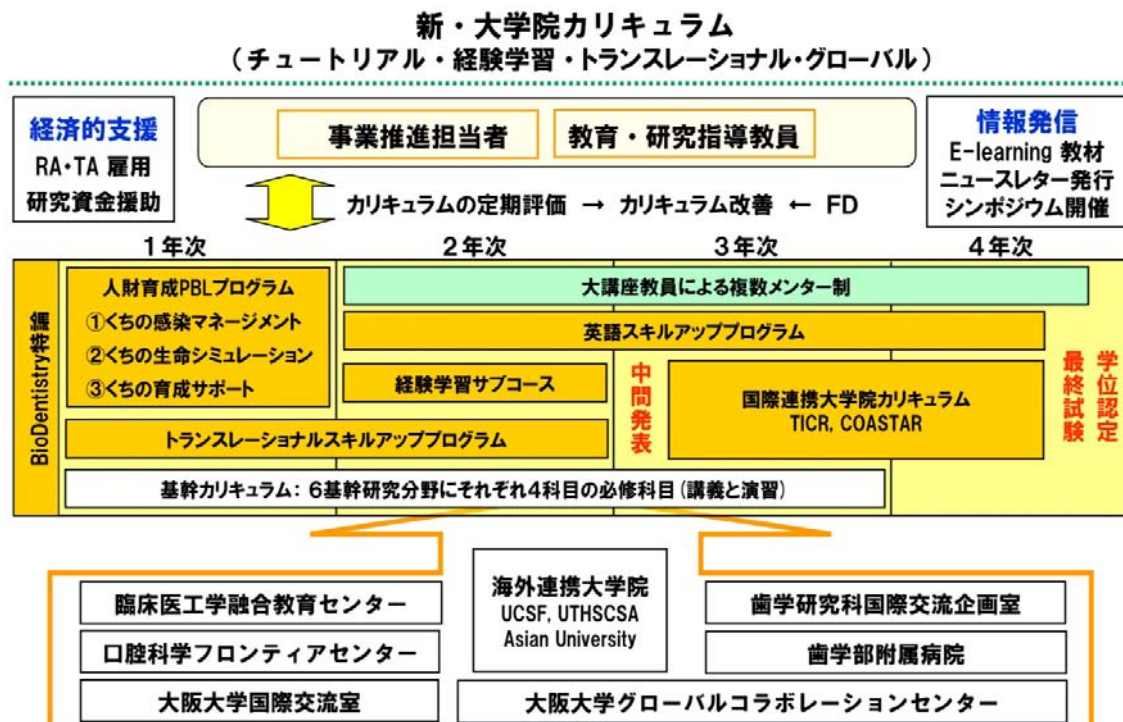 新・大学院カリキュラム
(チュートリアル・経験学習・トランスレーショナル・グローバル)
経済的支援
RA・TA 雇用
研究資金援助
事業推進担当者
教育・研究指導教員
情報発信
E-learning 教材
ニュースレター発行
シンポジウム開催
カリキュラムの定期評価 → カリキュラム改善 ← FD
1年次
2年次
3年次
4年次
BioDentistry特論
人財育成PBLプログラム
①くちの感染マネージメント
②くちの生命シミュレーション
③くちの育成サポート
大講座教員による複数メンター制
英語スキルアッププログラム
経験学習サブコース
中間発表
国際連携大学院カリキュラム
TICR, COASTAR
最終試験
学位認定
トランスレーショナルスキルアッププログラム
基幹カリキュラム: 6基幹研究分野にそれぞれ4科目の必修科目(講義と演習)
臨床医工学融合教育センター
口腔科学フロンティアセンター
大阪大学国際交流室
海外連携大学院
UCSF, UTHSCSA
Asian University
歯学研究科国際交流企画室
歯学部附属病院
大阪大学グローバルコラボレーションセンター